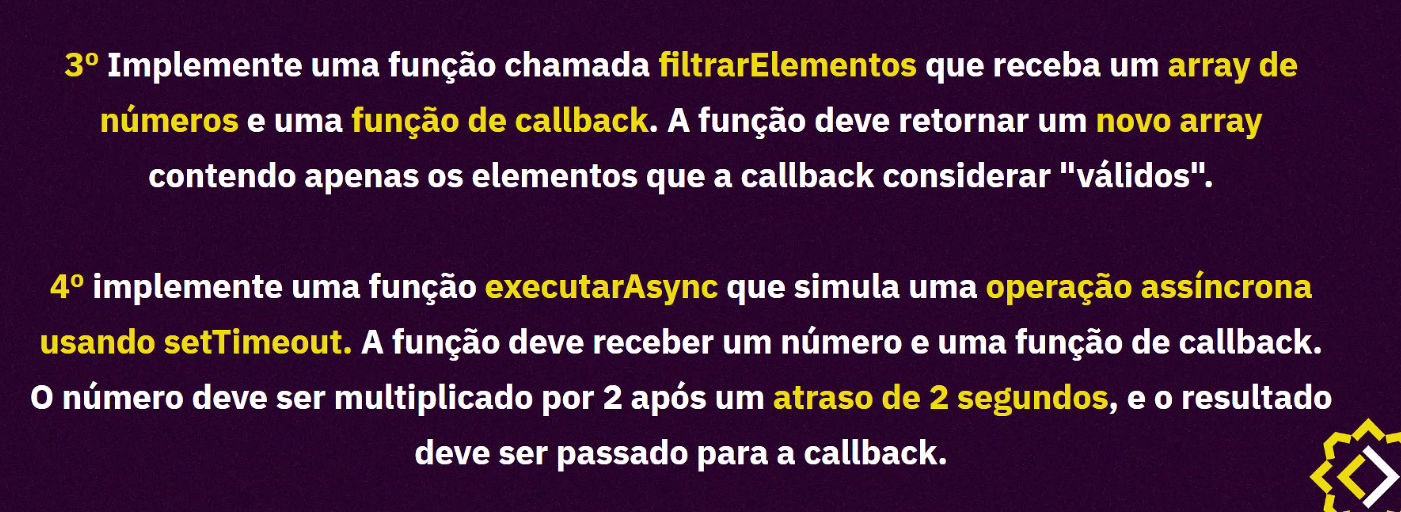 3º Implemente uma função chamada filtrarElementos que receba um array de
números e uma função de callback. A função deve retornar um novo array
contendo apenas os elementos que a callback considerar "válidos".
4º implemente uma função executarAsync que simula uma operação assíncrona
usando setTimeout. A função deve receber um número e uma função de callback.
O número deve ser multiplicado por 2 após um atraso de 2 segundos, e o resultado
deve ser passado para a callback.